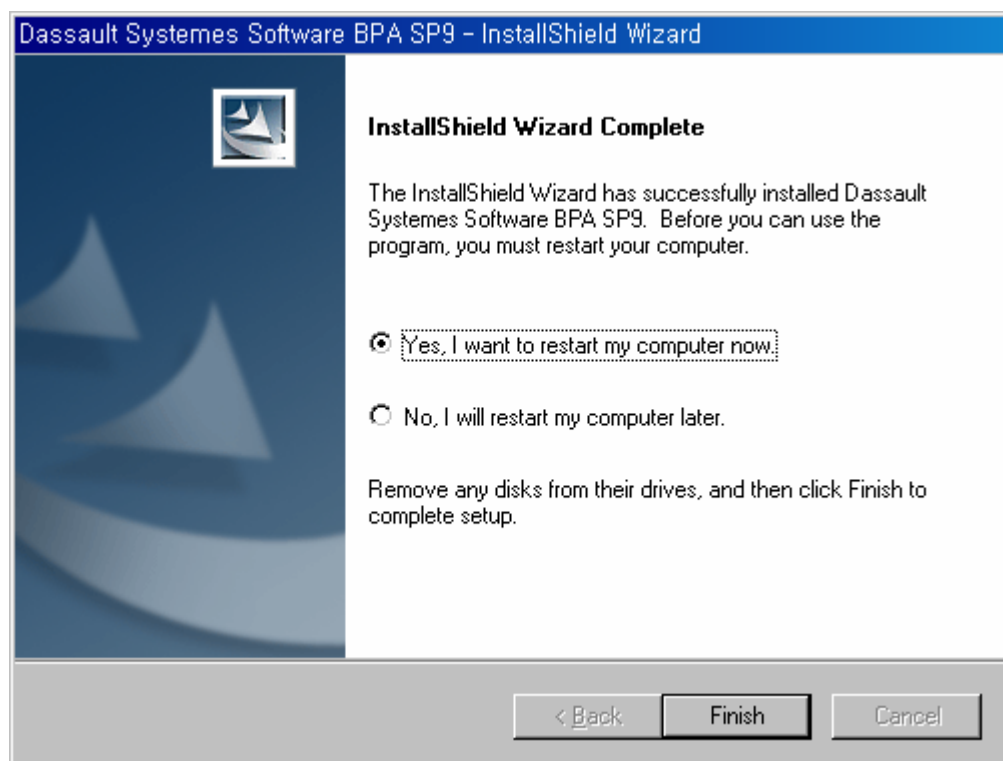 Dassault Systemes Software BPA SP9 - InstallShield Wizard
InstallShield Wizard Complete
The InstallShield Wizard has successfully installed Dassault
Systemes Software BPA SP9.  Before you can use the
program, you must restart your computer.
Yes, I want to restart my computer now.
No, I will restart my computer later.
Remove any disks from their drives, and then click Finish to
complete setup.
< Back
Finish
Cancel